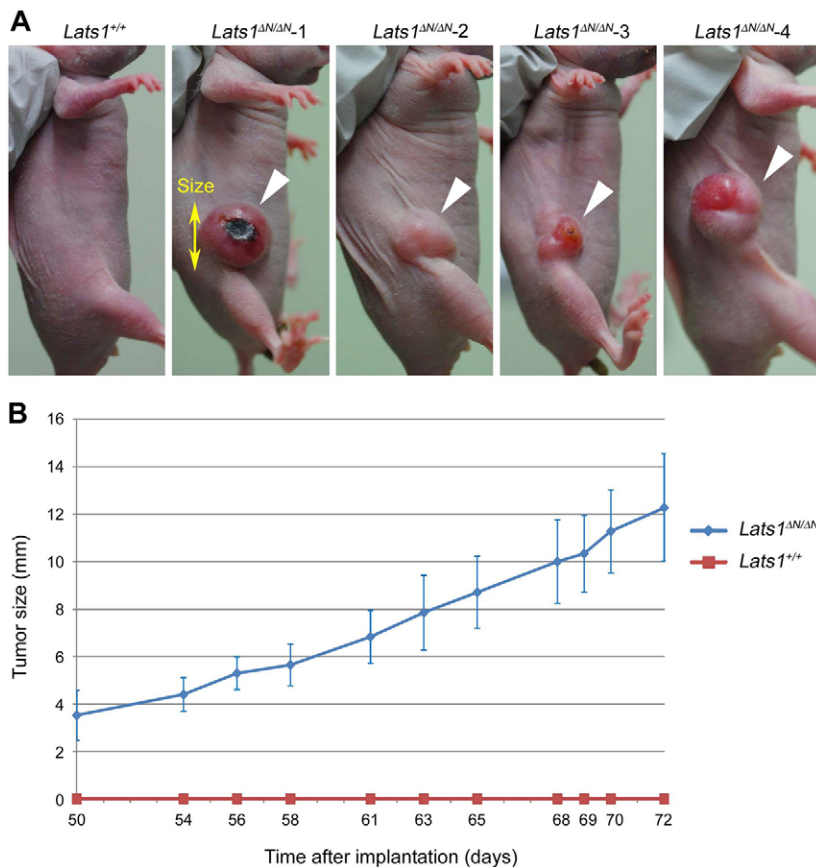 A
Lats1+/+
Lats1ΔN/ΔN-1
Lats1ΔN/ΔN-2
Lats1ΔN/ΔN-3
Lats1ΔN/ΔN-4
Size
B
16
14
12
10
8
6
4
2
0
Tumor size (mm)
50 54 56 58 61 63 65 68 69 70 72
Time after implantation (days)
Lats1ΔN/ΔN
Lats1+/+